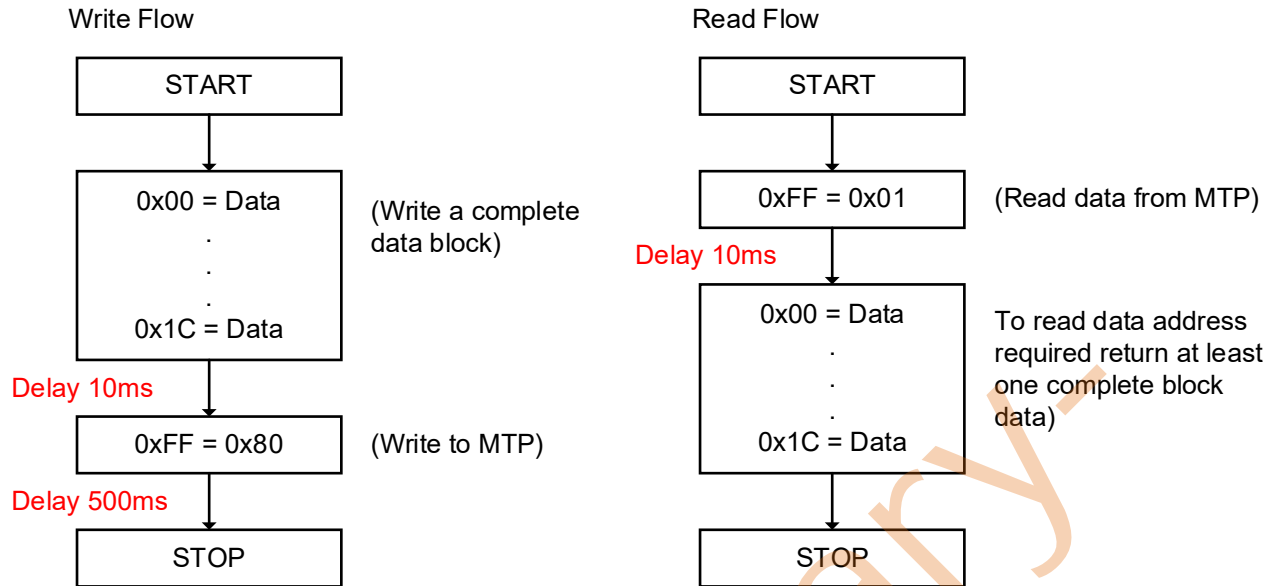 Write Flow
START
0x00 = Data
.
.
.
0x1C = Data
(Write a complete
data block)
Delay 10ms
0xFF = 0x80
(Write to MTP)
Delay 500ms
STOP
Read Flow
START
0xFF = 0x01
(Read data from MTP)
Delay 10ms
0x00 = Data
.
.
.
0x1C = Data
To read data address
required return at least
one complete block
data)
STOP
ary-